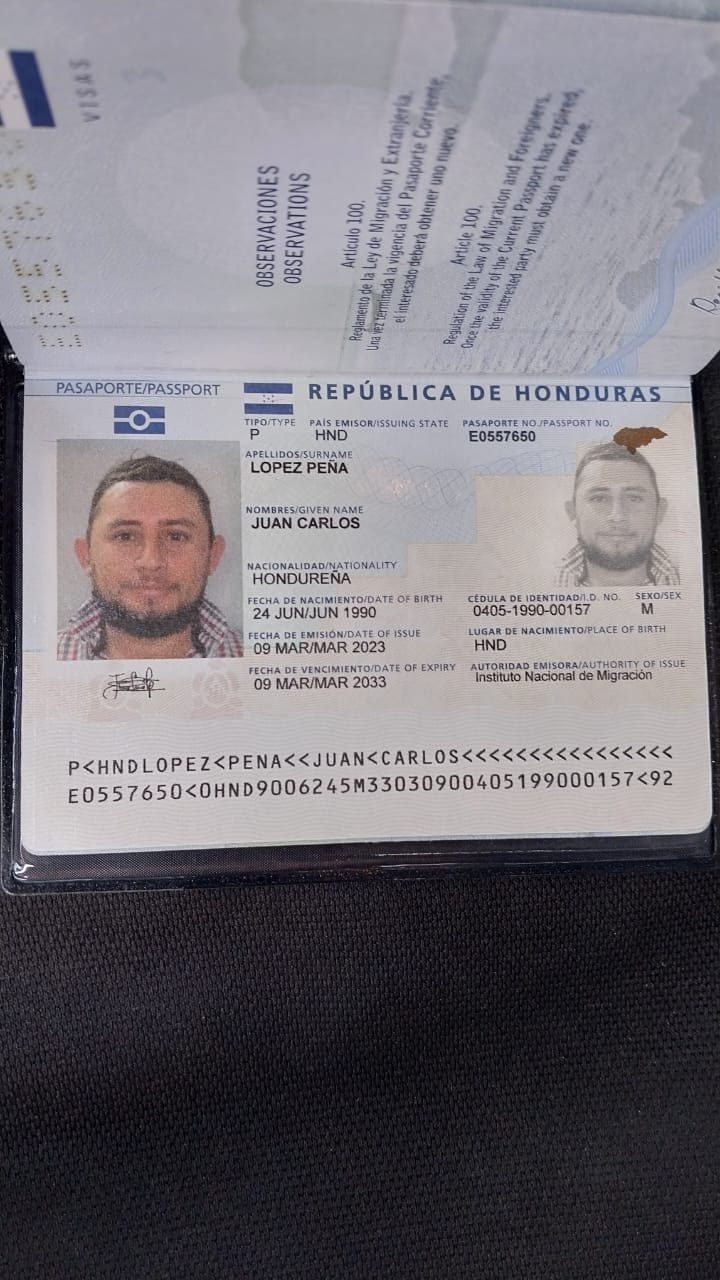 VISAS
3
OBSERVACIONES
OBSERVATIONS
Artículo 100.
Reglamento de la Ley de Migración y Extranjería.
Una vez terminada la vigencia del Pasaporte Corriente,
el interesado deberá obtener uno nuevo.
Article 100.
Regulation of the Law of Migration and Foreigners.
Once the validity of the Current Passport has expired,
the interested party must obtain a new one.
PASAPORTE/PASSPORT
REPÚBLICA DE HONDURAS
TIPO/TYPE PAÍS EMISOR/ISSUING STATE PASAPORTE NO./PASSPORT NO.
P HND E0557650
APELLIDOS/SURNAME
LOPEZ PEÑA
NOMBRES/GIVEN NAME
JUAN CARLOS
NACIONALIDAD/NATIONALITY
HONDUREÑA
FECHA DE NACIMIENTO/DATE OF BIRTH CÉDULA DE IDENTIDAD/I.D. NO. SEXO/SEX
24 JUN/JUN 1990 0405-1990-00157 M
FECHA DE EMISIÓN/DATE OF ISSUE LUGAR DE NACIMIENTO/PLACE OF BIRTH
09 MAR/MAR 2023 HND
FECHA DE VENCIMIENTO/DATE OF EXPIRY AUTORIDAD EMISORA/AUTHORITY OF ISSUE
09 MAR/MAR 2033 Instituto Nacional de Migración
P<HNDLOPEZ<PENA<<JUAN<CARLOS<<<<<<<<<<<<<<<<
E0557650<0HND9006245M3303090040519900​0157<92